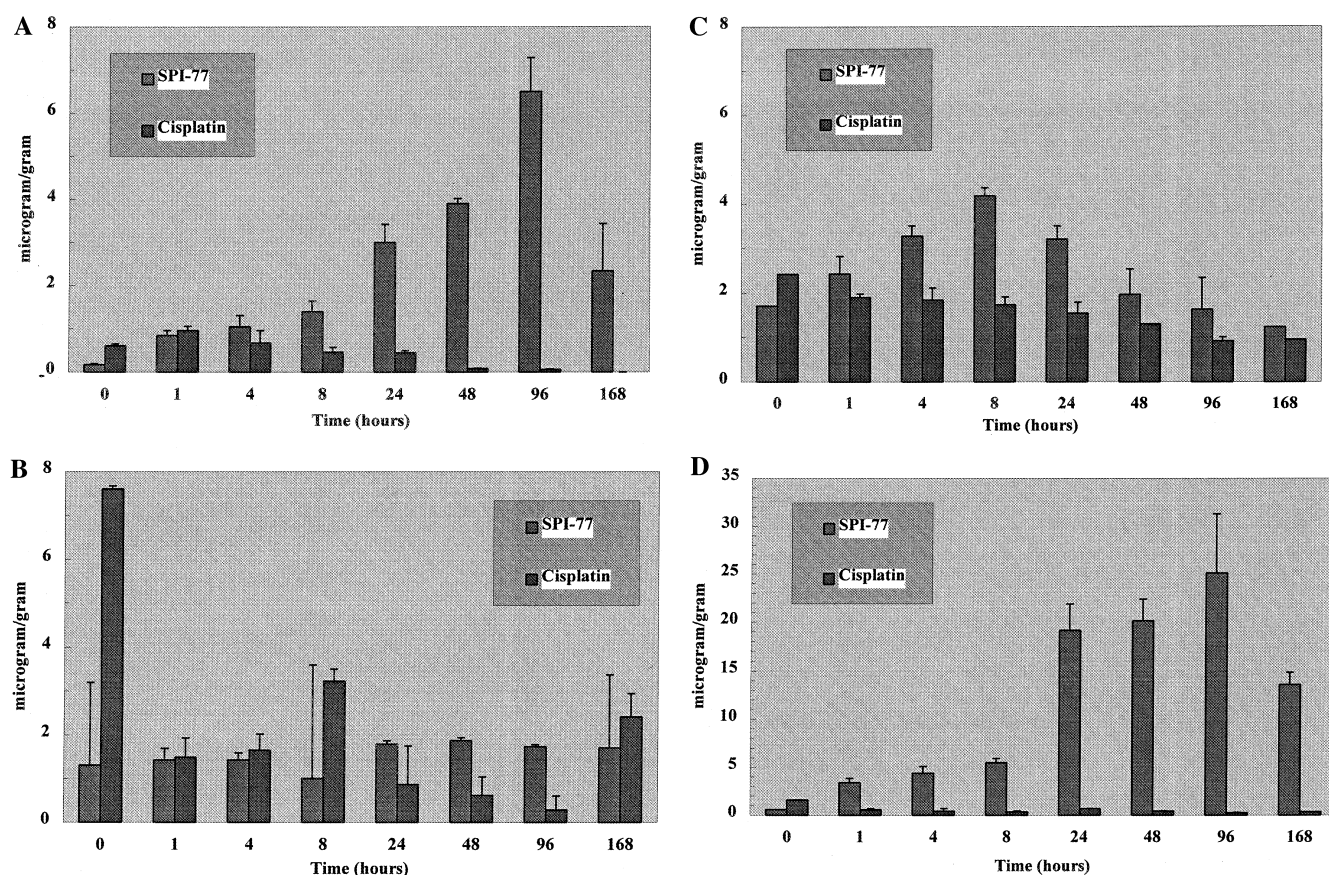 A
8
6
4
2
0
microgram/gram
SPI-77
Cisplatin
0 1 4 8 24 48 96 168
Time (hours)
B
8
6
4
2
0
microgram/gram
SPI-77
Cisplatin
0 1 4 8 24 48 96 168
Time (hours)
C
8
6
4
2
0
microgram/gram
SPI-77
Cisplatin
0 1 4 8 24 48 96 168
Time (hours)
D
35
30
25
20
15
10
5
0
microgram/gram
SPI-77
Cisplatin
0 1 4 8 24 48 96 168
Time (hours)